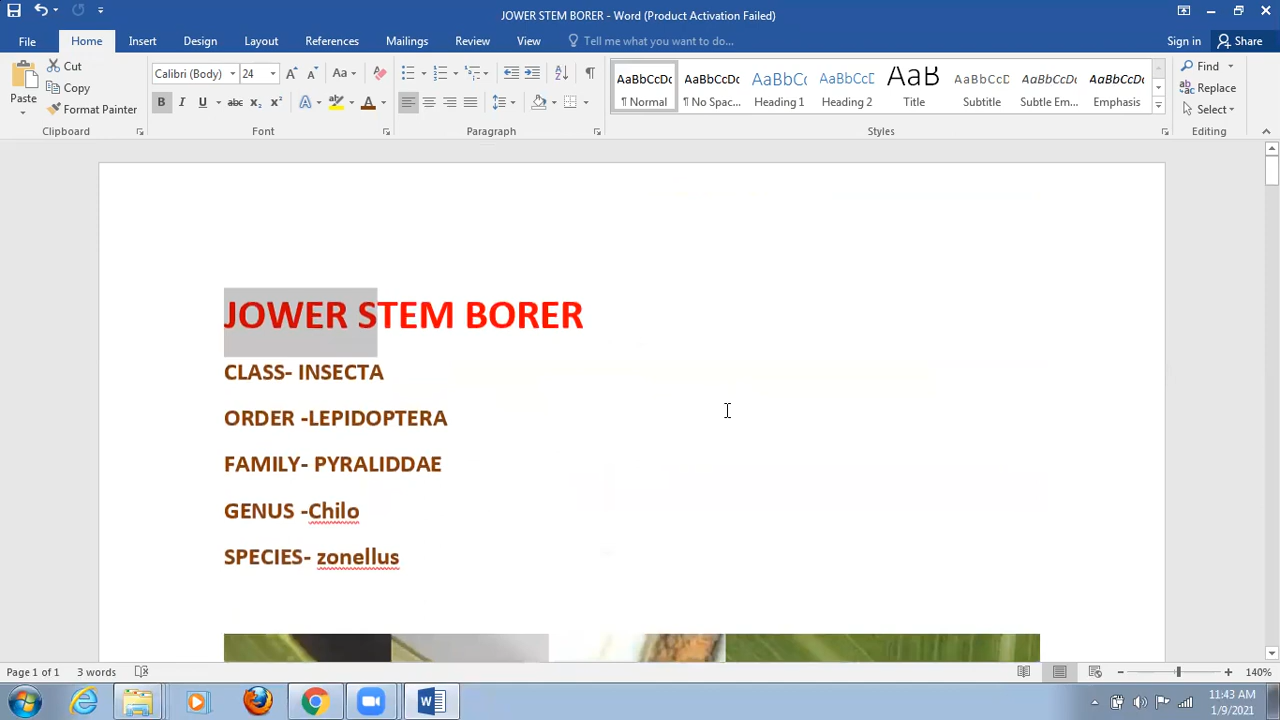 JOWER STEM BORER - Word (Product Activation Failed)
File Home Insert Design Layout References Mailings Review View Tell me what you want to do... Sign in Share
Paste Cut Copy Format Painter
Clipboard
Calibri (Body) 24
Font
Paragraph
AaBbCcDc AaBbCcDc AaBbC AaBbCcC AaB AaBbCcD AaBbCcDc AaBbCcDc
¶ Normal ¶ No Spac... Heading 1 Heading 2 Title Subtitle Subtle Em... Emphasis
Styles
Find
Replace
Select
Editing
JOWER STEM BORER
CLASS- INSECTA
ORDER -LEPIDOPTERA
FAMILY- PYRALIDDAE
GENUS -Chilo
SPECIES- zonellus
Page 1 of 1 3 words 140%
11:43 AM
1/9/2021